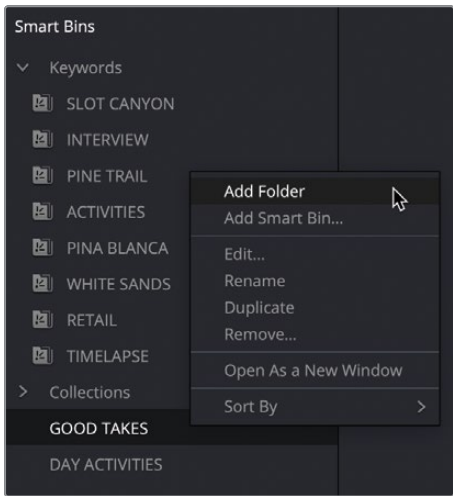 Smart Bins
Keywords
SLOT CANYON
INTERVIEW
PINE TRAIL
ACTIVITIES
PINA BLANCA
WHITE SANDS
RETAIL
TIMELAPSE
Collections
GOOD TAKES
DAY ACTIVITIES
Add Folder
Add Smart Bin...
Edit...
Rename
Duplicate
Remove...
Open As a New Window
Sort By